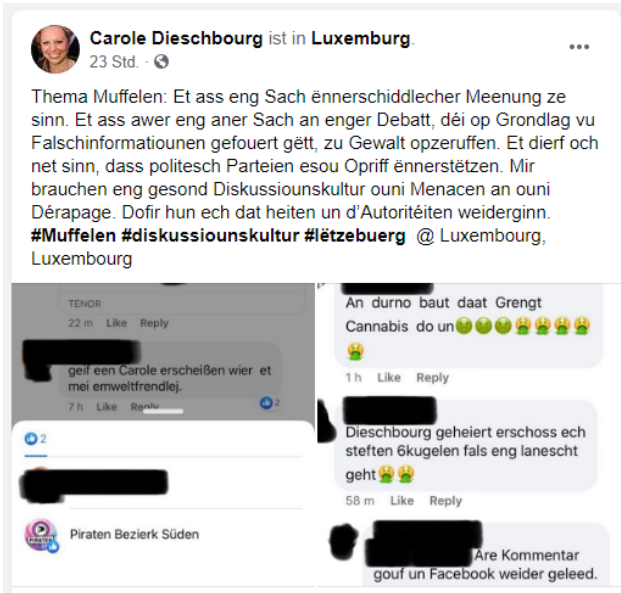 Carole Dieschbourg ist in Luxemburg.
23 Std. ·
Thema Muffelen: Et ass eng Sach ënnerschiddlecher Meenung ze
sinn. Et ass awer eng aner Sach an enger Debatt, déi op Grondlag vu
Falschinformatiounen gefouert gëtt, zu Gewalt opzeruffen. Et dierf och
net sinn, dass politesch Parteien esou Opriff ënnerstëtzen. Mir
brauchen eng gesond Diskussiounskultur ouni Menacen an ouni
Dérapage. Dofir hun ech dat heiten un d'Autoritéiten weiderginn.
#Muffelen #diskussiounskultur #lëtzebuerg @ Luxembourg,
Luxembourg
TENOR
22 m Like Reply
geif een Carole erscheißen wier et
mei emweltfrendlej.
7 h Like Reply 2
2
PIRATEN
Piraten Bezierk Süden
An durno baut daat Grengt
Cannabis do un🤢🤢🤢🤮🤮🤮🤮
🤮
1 h Like Reply
Dieschbourg geheiert erschoss ech
steften 6kugelen fals eng lanescht
geht🤮🤮
58 m Like Reply
Äre Kommentar
gouf un Facebook weider geleed.